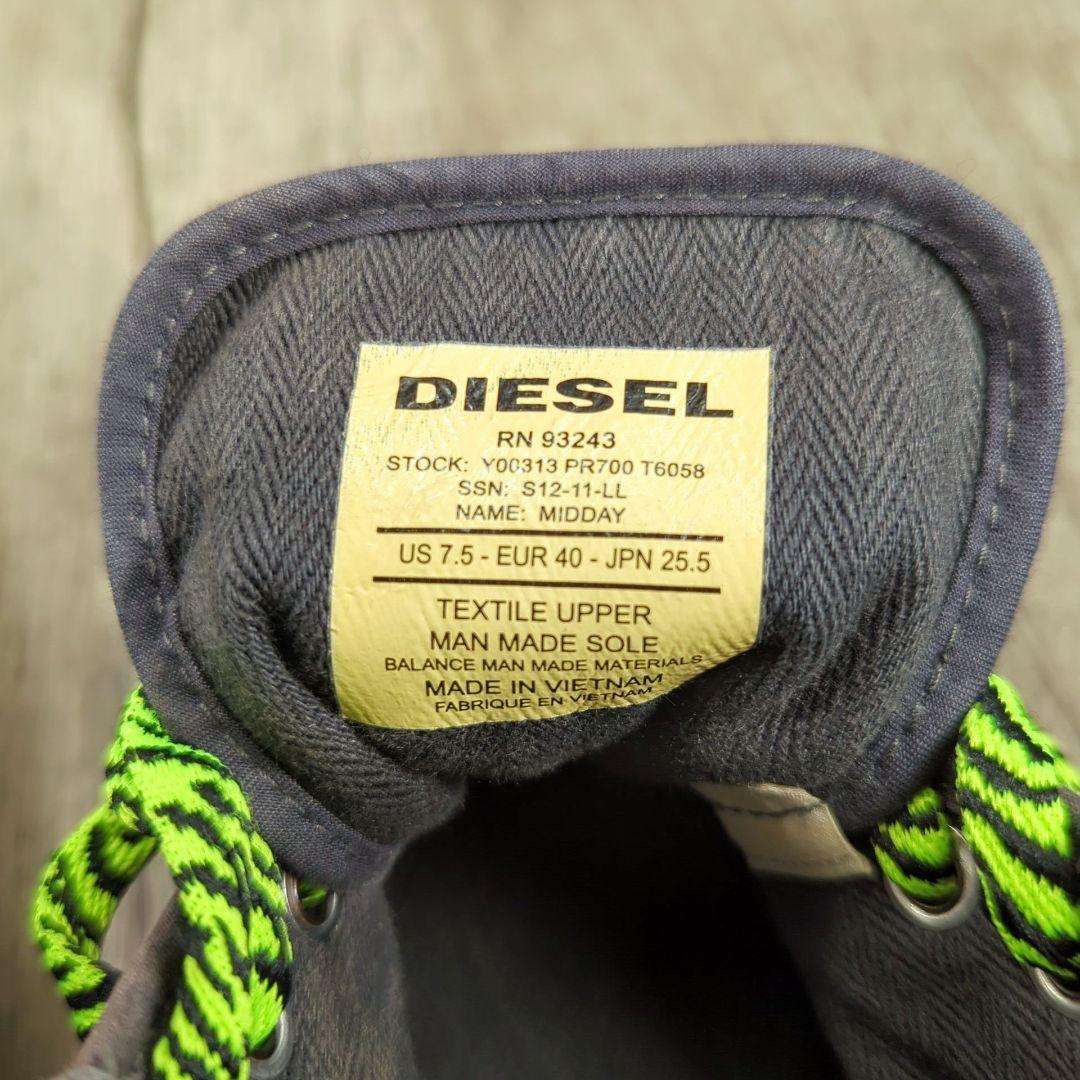 DIESEL
RN 93243
STOCK: Y00313 PR700 T6058
SSN: S12-11-LL
NAME: MIDDAY
US 7.5 - EUR 40 - JPN 25.5
TEXTILE UPPER
MAN MADE SOLE
BALANCE MAN MADE MATERIALS
MADE IN VIETNAM
FABRIQUE EN VIETNAM